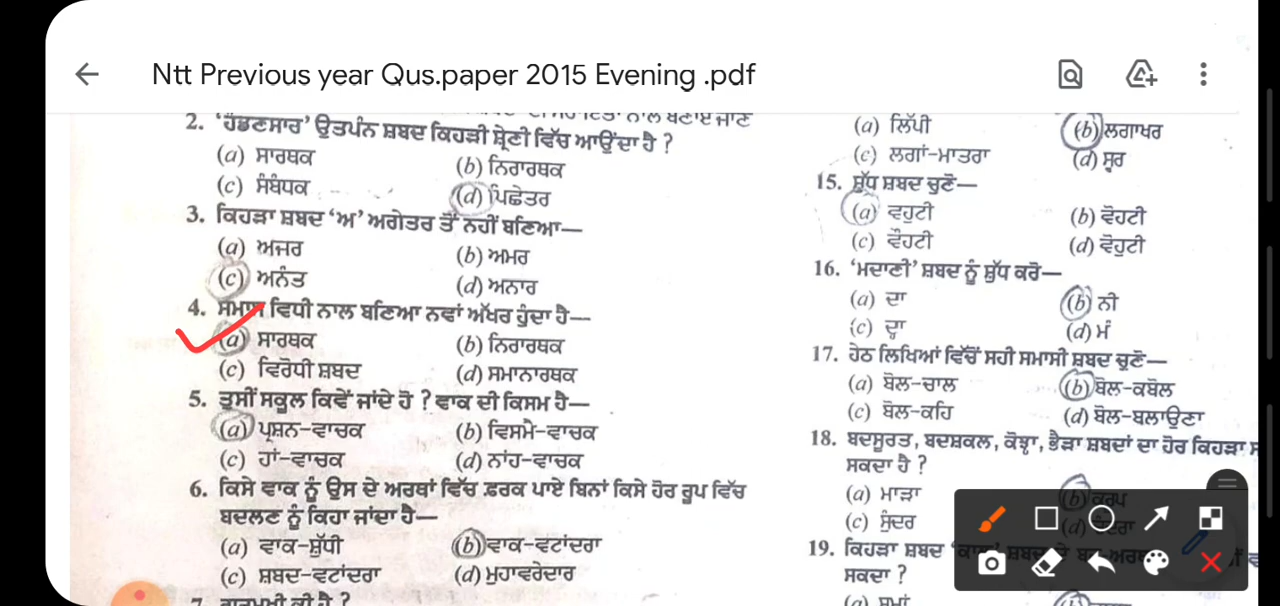 Ntt Previous year Qus.paper 2015 Evening .pdf
2. 'ਹੰਡਣਸਾਰ' ਉਤਪੰਨ ਸ਼ਬਦ ਕਿਹੜੀ ਸ਼੍ਰੇਣੀ ਵਿੱਚ ਆਉਂਦਾ ਹੈ ?
(a) ਸਾਰਥਕ (b) ਨਿਰਾਰਥਕ
(c) ਸੰਬੰਧਕ (d) ਪਿਛੇਤਰ
3. ਕਿਹੜਾ ਸ਼ਬਦ 'ਅ' ਅਗੇਤਰ ਤੋਂ ਨਹੀਂ ਬਣਿਆ—
(a) ਅਜਰ (b) ਅਮਰ
(c) ਅਨੰਤ (d) ਅਨਾਰ
4. ਸਮਾਸ ਵਿਧੀ ਨਾਲ ਬਣਿਆ ਨਵਾਂ ਅੱਖਰ ਹੁੰਦਾ ਹੈ—
(a) ਸਾਰਥਕ (b) ਨਿਰਾਰਥਕ
(c) ਵਿਰੋਧੀ ਸ਼ਬਦ (d) ਸਮਾਨਾਰਥਕ
5. ਤੁਸੀਂ ਸਕੂਲ ਕਿਵੇਂ ਜਾਂਦੇ ਹੋ ? ਵਾਕ ਦੀ ਕਿਸਮ ਹੈ—
(a) ਪ੍ਰਸ਼ਨ-ਵਾਚਕ (b) ਵਿਸਮੈ-ਵਾਚਕ
(c) ਹਾਂ-ਵਾਚਕ (d) ਨਾਂਹ-ਵਾਚਕ
6. ਕਿਸੇ ਵਾਕ ਨੂੰ ਉਸ ਦੇ ਅਰਥਾਂ ਵਿੱਚ ਫ਼ਰਕ ਪਾਏ ਬਿਨਾਂ ਕਿਸੇ ਹੋਰ ਰੂਪ ਵਿੱਚ
ਬਦਲਣ ਨੂੰ ਕਿਹਾ ਜਾਂਦਾ ਹੈ—
(a) ਵਾਕ-ਸ਼ੁੱਧੀ (b) ਵਾਕ-ਵਟਾਂਦਰਾ
(c) ਸ਼ਬਦ-ਵਟਾਂਦਰਾ (d) ਮੁਹਾਵਰੇਦਾਰ
(a) ਲਿੱਪੀ (b) ਲਗਾਖਰ
(c) ਲਗਾਂ-ਮਾਤਰਾ (d) ਸੁਰ
15. ਸ਼ੁੱਧ ਸ਼ਬਦ ਚੁਣੋ—
(a) ਵਹੁਟੀ (b) ਵੋਹਟੀ
(c) ਵੌਹਟੀ (d) ਵੋਹੁਟੀ
16. 'ਮਦਾਣੀ' ਸ਼ਬਦ ਨੂੰ ਸ਼ੁੱਧ ਕਰੋ—
(a) ਦਾ (b) ਨੀ
(c) ਦ੍ਹਾ (d) ਮੰ
17. ਹੇਠ ਲਿਖਿਆਂ ਵਿੱਚੋਂ ਸਹੀ ਸਮਾਸੀ ਸ਼ਬਦ ਚੁਣੋ—
(a) ਬੋਲ-ਚਾਲ (b) ਬੋਲ-ਕਬੋਲ
(c) ਬੋਲ-ਕਹਿ (d) ਬੋਲ-ਬਲਾਉਣਾ
18. ਬਦਸੂਰਤ, ਬਦਸ਼ਕਲ, ਕੋਝਾ, ਭੈੜਾ ਸ਼ਬਦਾਂ ਦਾ ਹੋਰ ਕਿਹੜਾ
ਸਕਦਾ ਹੈ ?
(a) ਮਾੜਾ (b) ਕਰੂਪ
(c) ਸੁੰਦਰ (d)
19. ਕਿਹੜਾ ਸ਼ਬਦ
ਸਕਦਾ ?